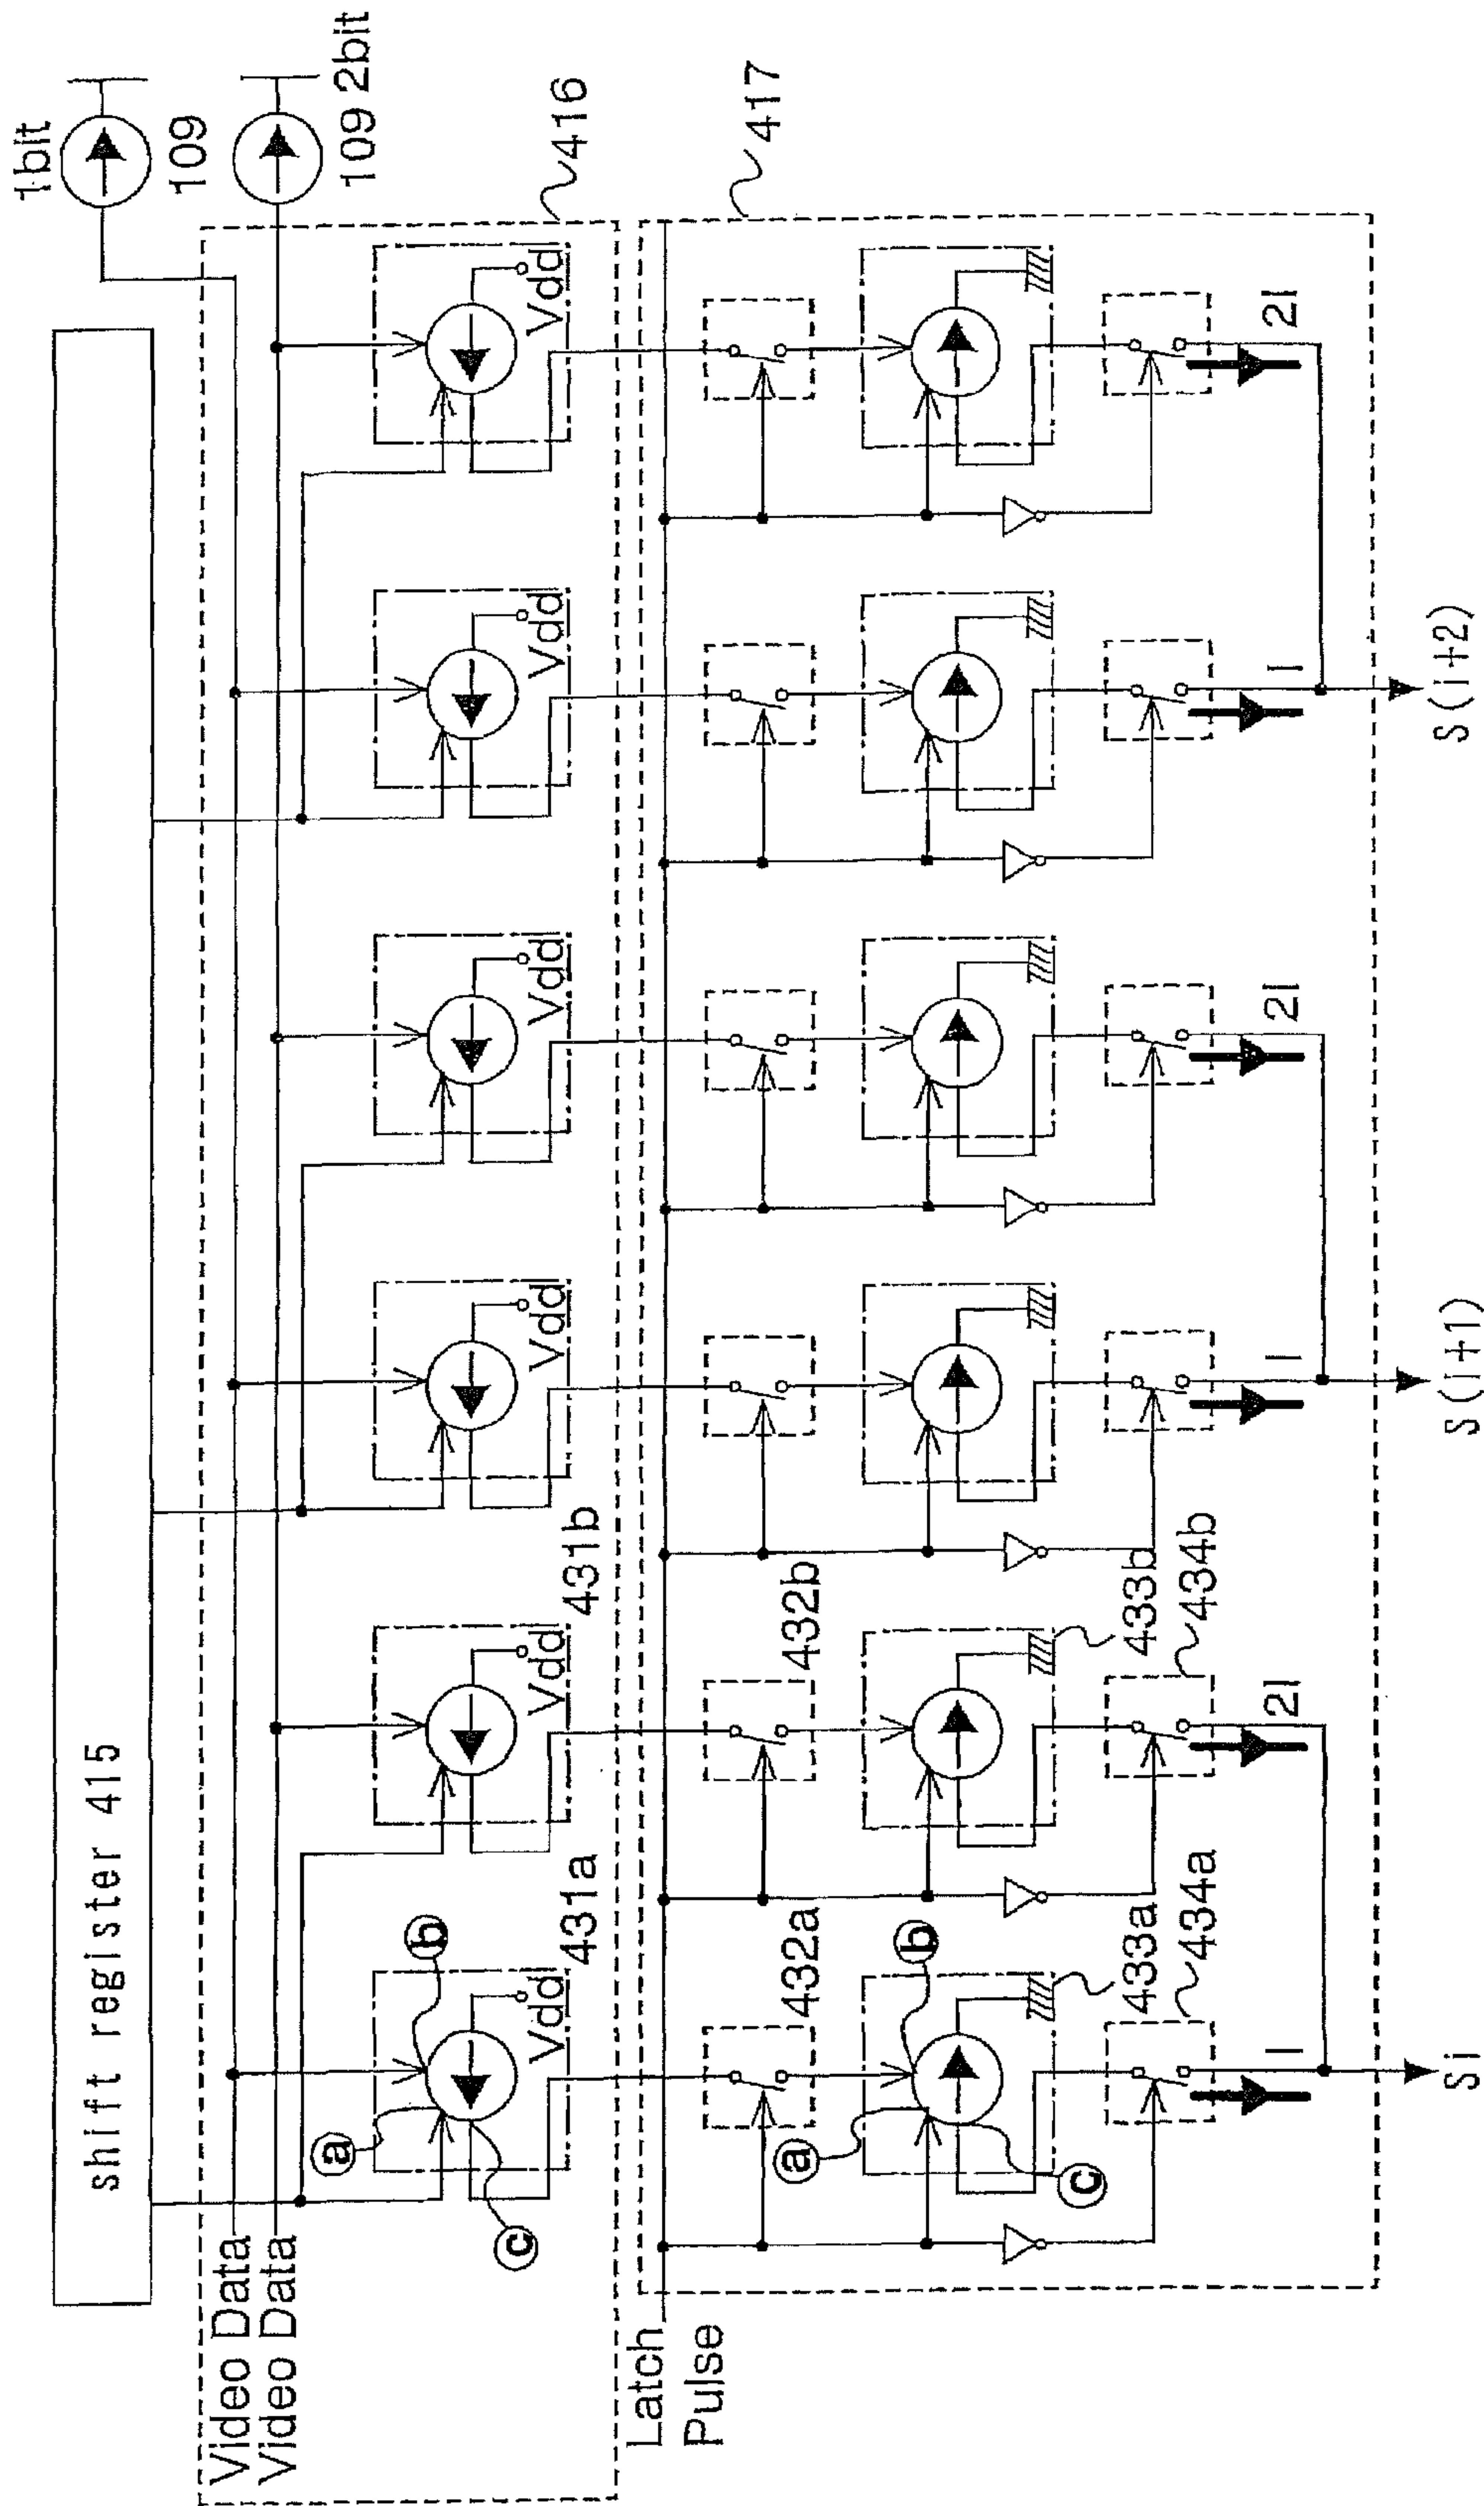 shift register 415
1bit
109
109 2bit
Video Data
Video Data
416
Vdd
Vdd
Vdd
Vdd
Vdd
Vdd
a
b
c
431a
431b
Latch
Pulse
417
432a
432b
a
b
c
433a
433b
434a
434b
I
2I
I
2I
I
2I
Si
S(i+1)
S(i+2)